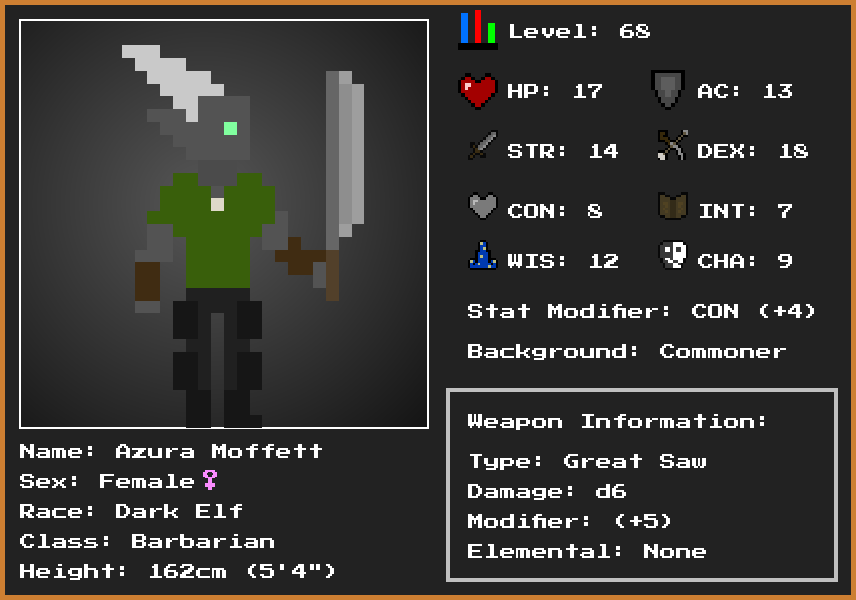 Level: 68
HP: 17 AC: 13
STR: 14 DEX: 18
CON: 8 INT: 7
WIS: 12 CHA: 9
Stat Modifier: CON (+4)
Background: Commoner
Weapon Information:
Type: Great Saw
Damage: d6
Modifier: (+5)
Elemental: None
Name: Azura Moffett
Sex: Female♀
Race: Dark Elf
Class: Barbarian
Height: 162cm (5'4")